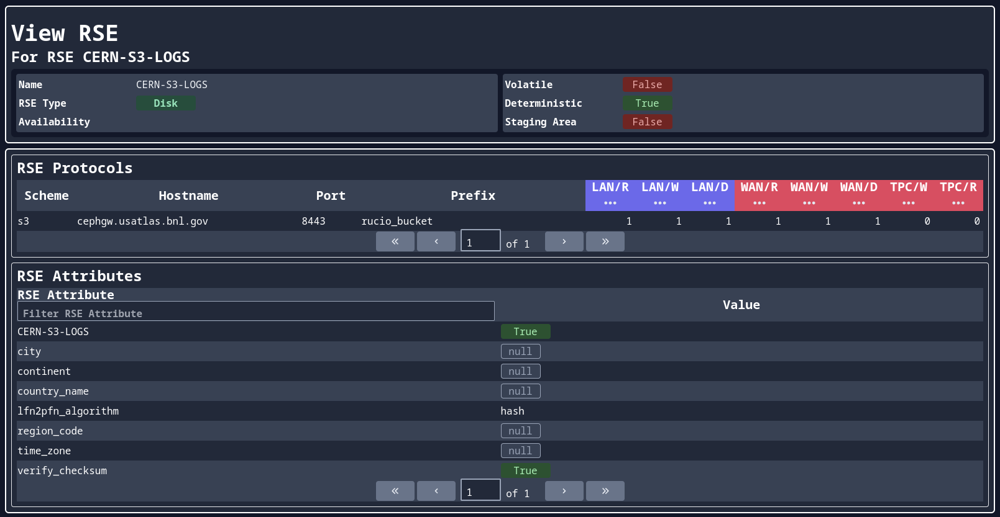 View RSE
For RSE CERN-S3-LOGS
Name CERN-S3-LOGS
RSE Type Disk
Availability
Volatile False
Deterministic True
Staging Area False
RSE Protocols
Scheme Hostname Port Prefix LAN/R LAN/W LAN/D WAN/R WAN/W WAN/D TPC/W TPC/R
••• ••• ••• ••• ••• ••• ••• •••
s3 cephgw.usatlas.bnl.gov 8443 rucio_bucket 1 1 1 1 1 1 0 0
« ‹ 1 of 1 › »
RSE Attributes
RSE Attribute Value
Filter RSE Attribute
CERN-S3-LOGS True
city null
continent null
country_name null
lfn2pfn_algorithm hash
region_code null
time_zone null
verify_checksum True
« ‹ 1 of 1 › »